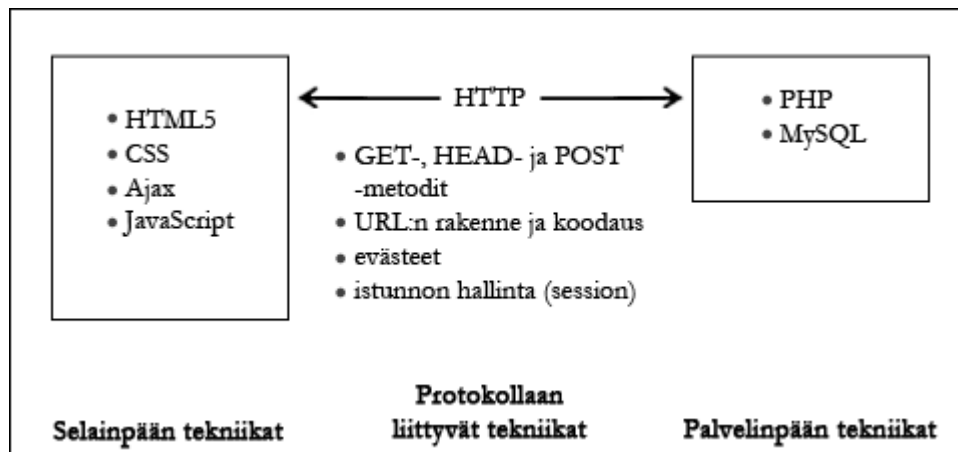 • HTML5
• CSS
• Ajax
• JavaScript
HTTP
• GET-, HEAD- ja POST
-metodit
• URL:n rakenne ja koodaus
• evästeet
• istunnon hallinta (session)
• PHP
• MySQL
Selainpään tekniikat
Protokollaan
liittyvät tekniikat
Palvelinpään tekniikat